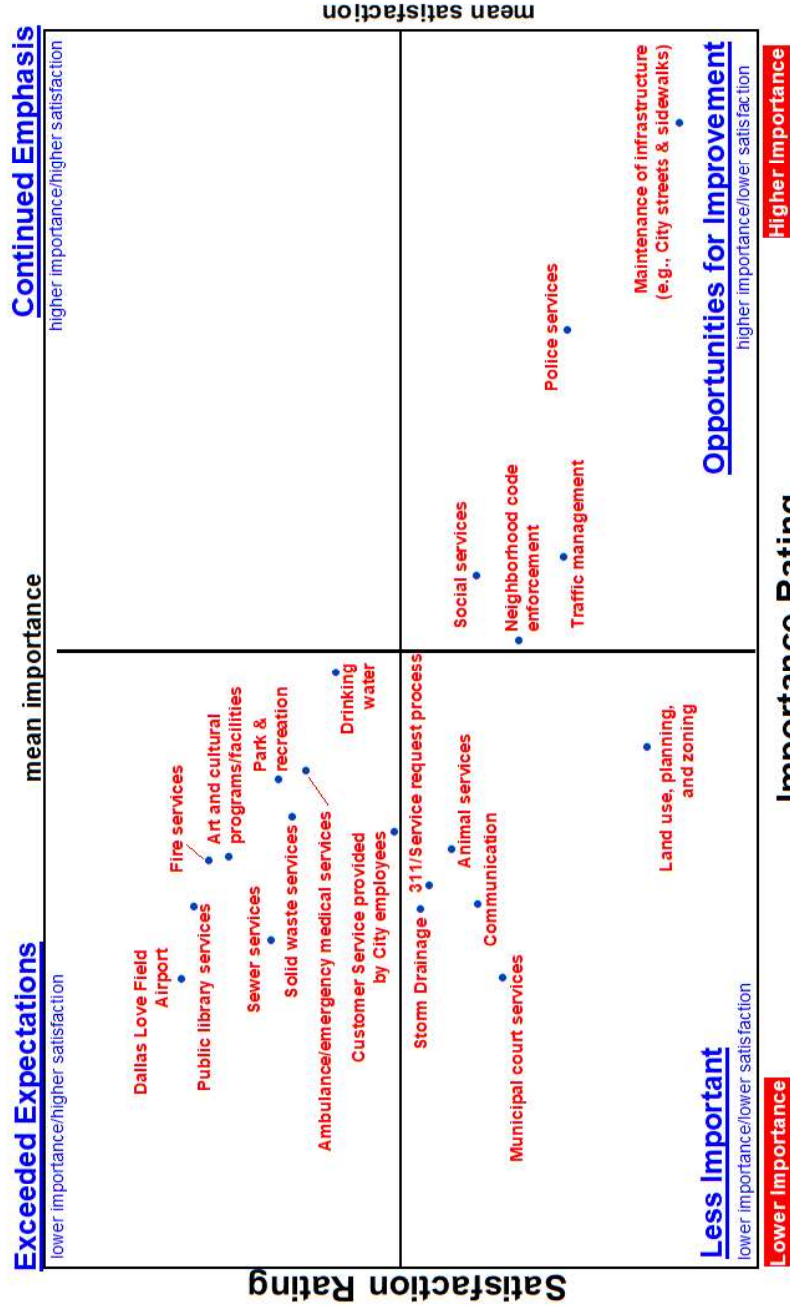 Exceeded Expectations
lower importance/higher satisfaction
mean importance
Continued Emphasis
higher importance/higher satisfaction
Satisfaction Rating
mean satisfaction
Dallas Love Field
Airport
Public library services
Fire services
Art and cultural
programs/facilities
Sewer services
Park &
recreation
Solid waste services
Ambulance/emergency medical services
Drinking
water
Customer Service provided
by City employees
Storm Drainage
311/Service request process
Animal services
Communication
Municipal court services
Social services
Neighborhood code
enforcement
Traffic management
Police services
Maintenance of infrastructure
(e.g., City streets & sidewalks)
Land use, planning,
and zoning
Less Important
lower importance/lower satisfaction
Opportunities for Improvement
higher importance/lower satisfaction
Lower Importance
Importance Rating
Higher Importance